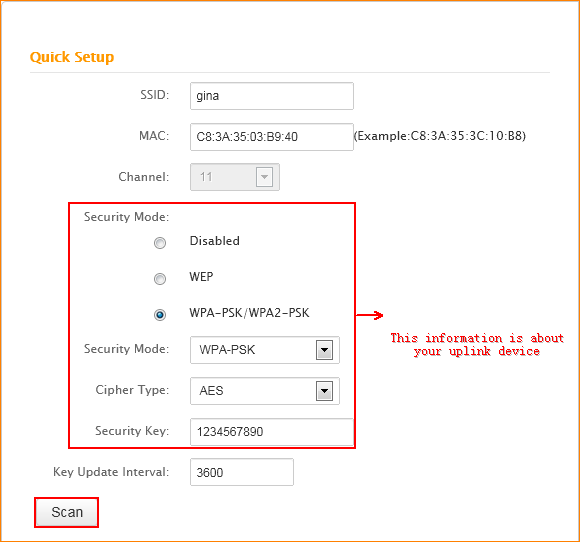 Quick Setup
SSID: gina
MAC: C8:3A:35:03:B9:40 (Example:C8:3A:35:3C:10:B8)
Channel: 11
Security Mode:
Disabled
WEP
WPA-PSK/WPA2-PSK
This information is about
your uplink device
Security Mode: WPA-PSK
Cipher Type: AES
Security Key: 1234567890
Key Update Interval: 3600
Scan